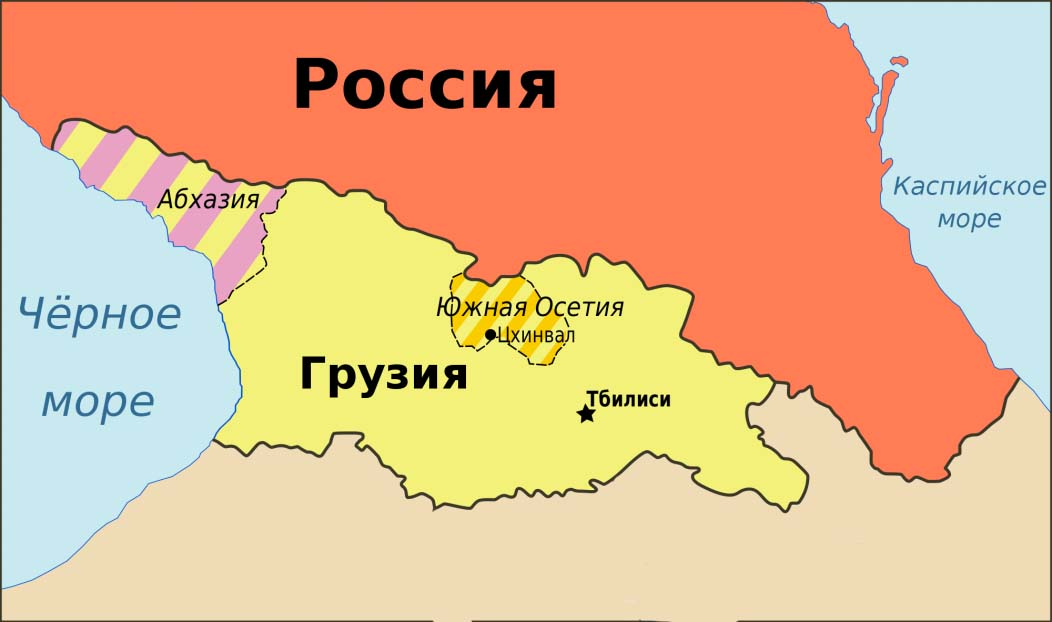 Россия
Каспийское
море
Абхазия
Чёрное
море
Южная Осетия
Цхинвал
Грузия
Тбилиси